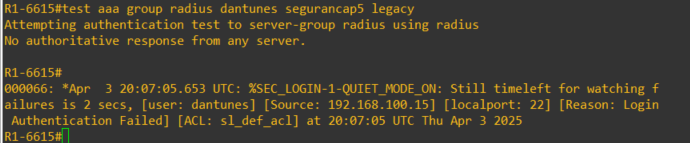 R1-6615#test aaa group radius dantunes segurancap5 legacy
Attempting authentication test to server-group radius using radius
No authoritative response from any server.
R1-6615#
000066: *Apr  3 20:07:05.653 UTC: %SEC_LOGIN-1-QUIET_MODE_ON: Still timeleft for watching f
ailures is 2 secs, [user: dantunes] [Source: 192.168.100.15] [localport: 22] [Reason: Login
 Authentication Failed] [ACL: sl_def_acl] at 20:07:05 UTC Thu Apr 3 2025
R1-6615#